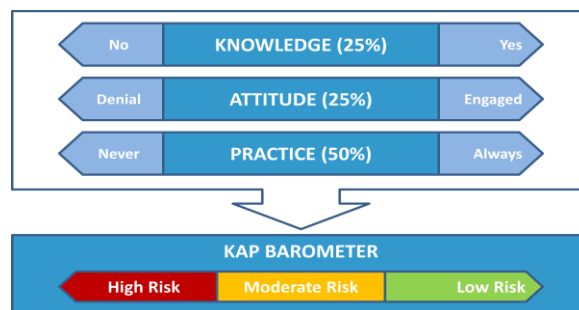 No KNOWLEDGE (25%) Yes
Denial ATTITUDE (25%) Engaged
Never PRACTICE (50%) Always
KAP BAROMETER
High Risk Moderate Risk Low Risk